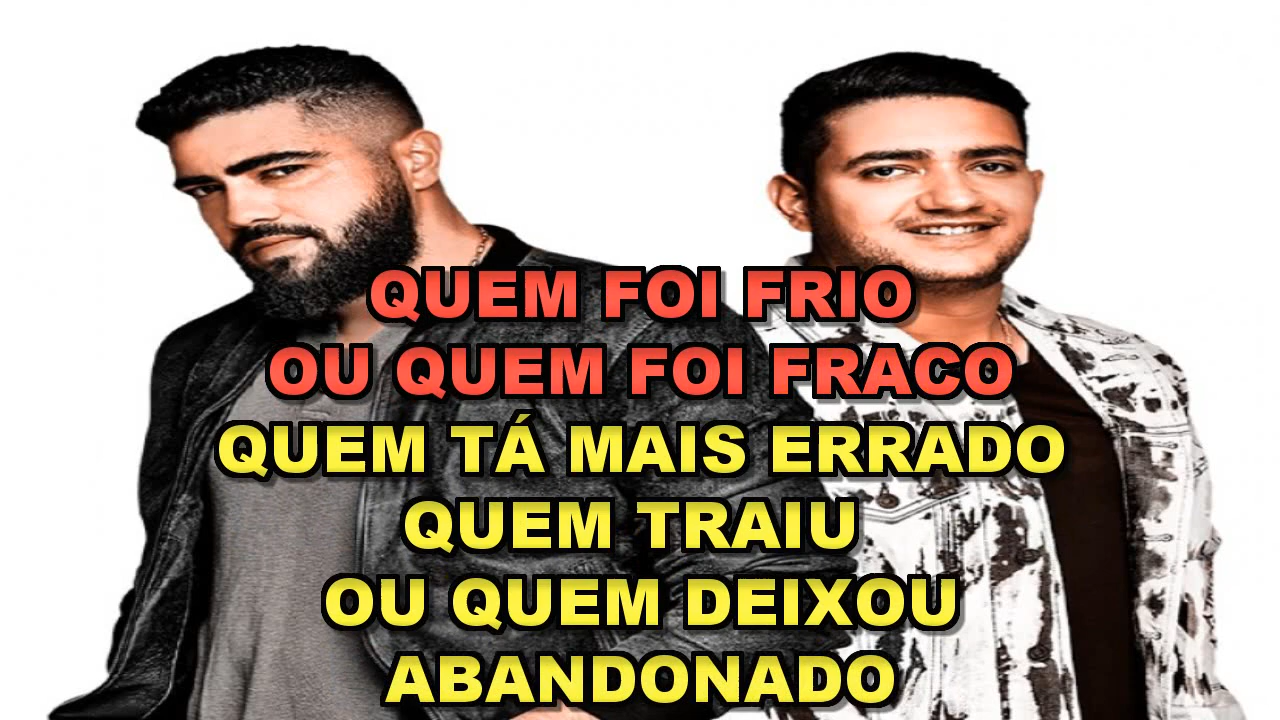 QUEM FOI FRIO
OU QUEM FOI FRACO
QUEM TÁ MAIS ERRADO
QUEM TRAIU
OU QUEM DEIXOU
ABANDONADO